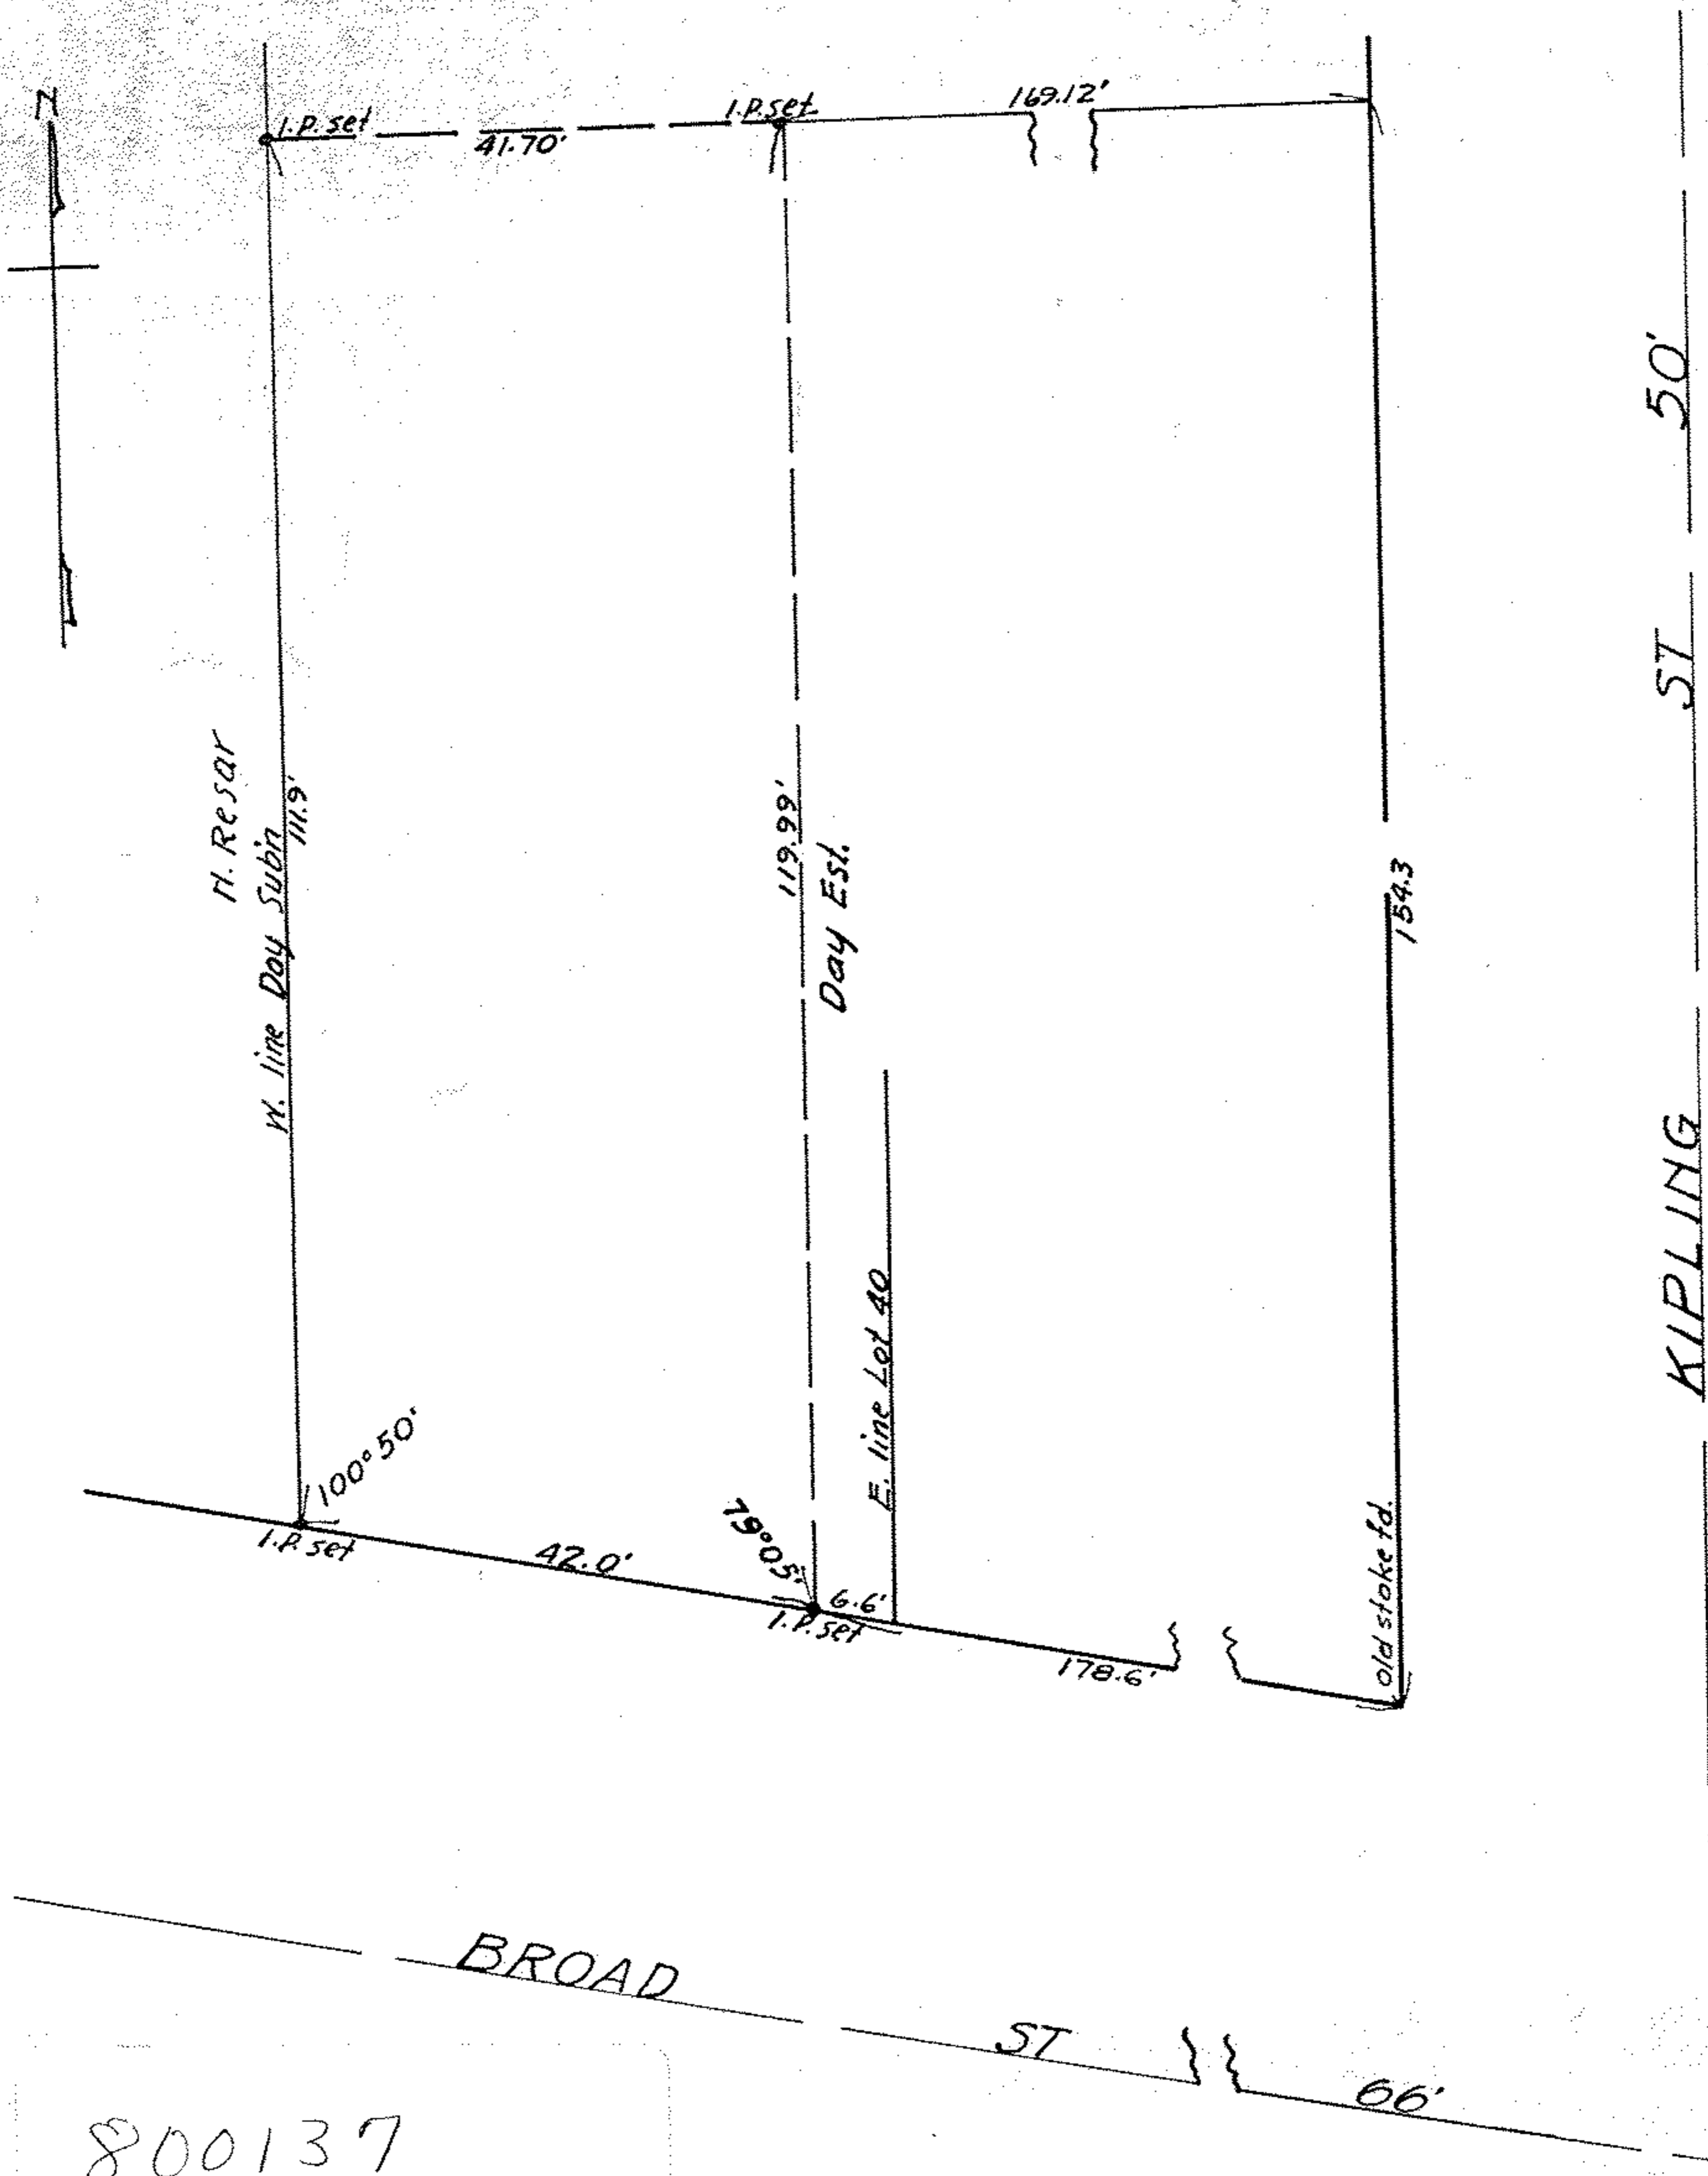 N
I.P. set
41.70'
I.P. set
169.12'
50'
ST
KIPLING
H. Resar
W. line Day Sub'n
111.9'
119.99'
Day Est.
154.3
E. line Lot 40
old stake fd.
100°50'
79°05'
I.P. set
42.0'
I.P. set
6.6'
178.6'
BROAD
ST
66'
800137